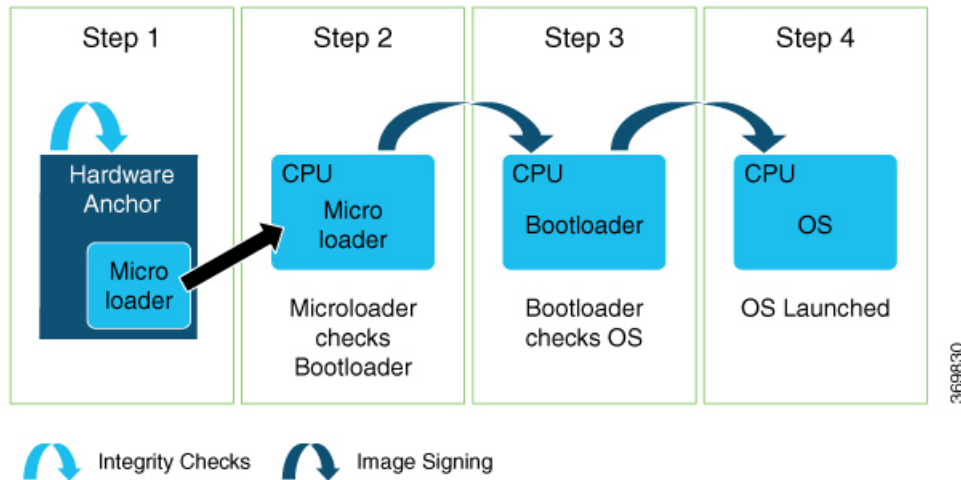 Step 1
Step 2
Step 3
Step 4
Hardware
Anchor
Micro
loader
CPU
Micro
loader
CPU
Bootloader
CPU
OS
Microloader
checks
Bootloader
Bootloader
checks OS
OS Launched
369830
Integrity Checks
Image Signing